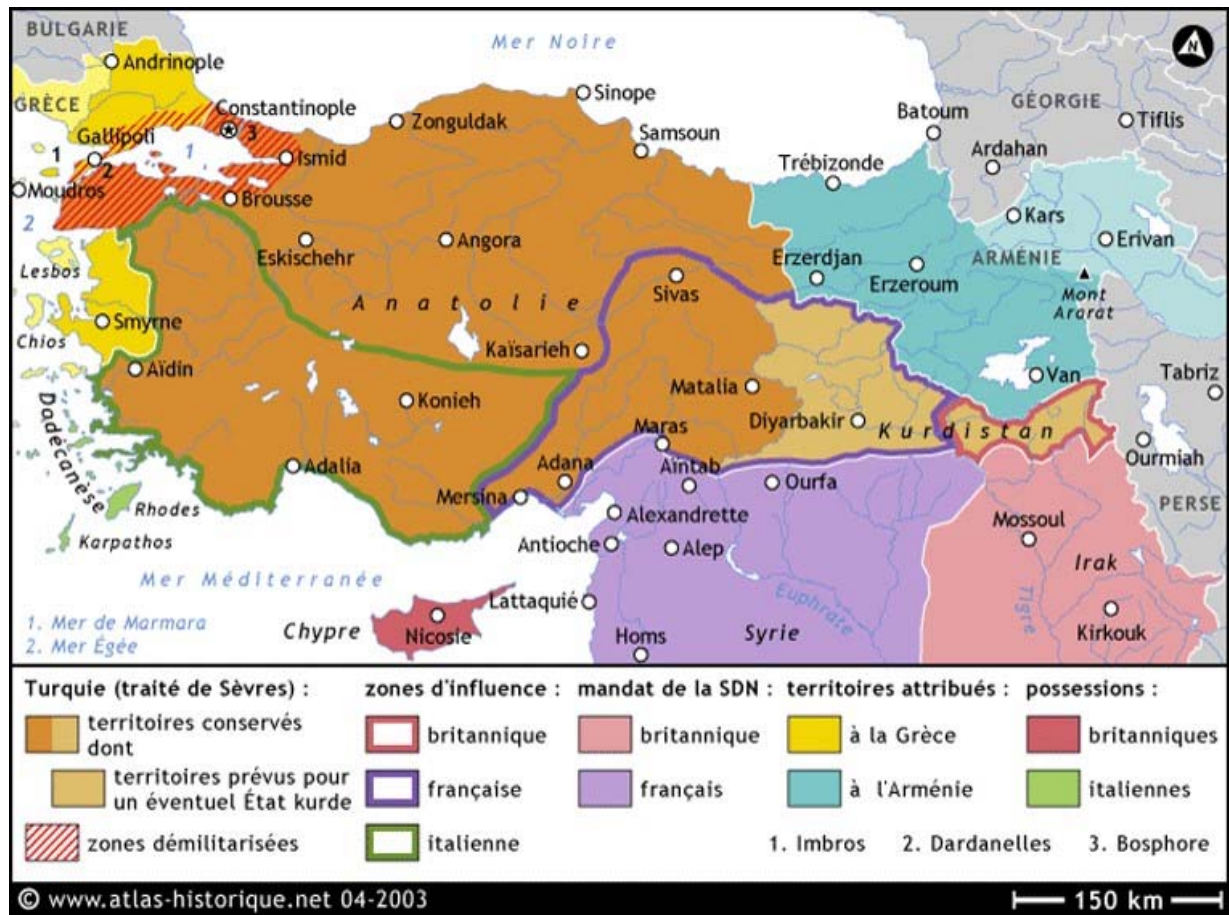 BULGARIE
Mer Noire
N
Andrinople
Sinope
GRÈCE
Constantinople
Zonguldak
Batoum
GÉORGIE
Tiflis
Gallipoli
3
Samsoun
Ardahan
1
1
Ismid
Trébizonde
2
Moudros
Brousse
Kars
2
Eskischehr
Angora
Erivan
Lesbos
Erzerdjan
Erzeroum
ARMÉNIE
Sivas
Mont
Ararat
Anatolie
Smyrne
Chios
Kaïsarieh
Aïdin
Matalia
Van
Tabriz
Konieh
Diyarbakir
Kurdistan
Dadécanèse
Maras
Adalia
Adana
Aïntab
Ourfa
Ourmiah
Mersina
Rhodes
Alexandrette
Mossoul
PERSE
Karpathos
Antioche
Alep
Irak
Mer Méditerranée
Lattaquié
Euphrate
Tigre
1. Mer de Marmara
2. Mer Égée
Chypre
Nicosie
Homs
Syrie
Kirkouk
Turquie (traité de Sèvres) :
territoires conservés
dont
territoires prévus pour
un éventuel État kurde
zones démilitarisées
zones d'influence :
britannique
française
italienne
mandat de la SDN :
britannique
français
territoires attribués :
à la Grèce
à l'Arménie
possessions :
britanniques
italiennes
1. Imbros 2. Dardanelles 3. Bosphore
© www.atlas-historique.net 04-2003
150 km